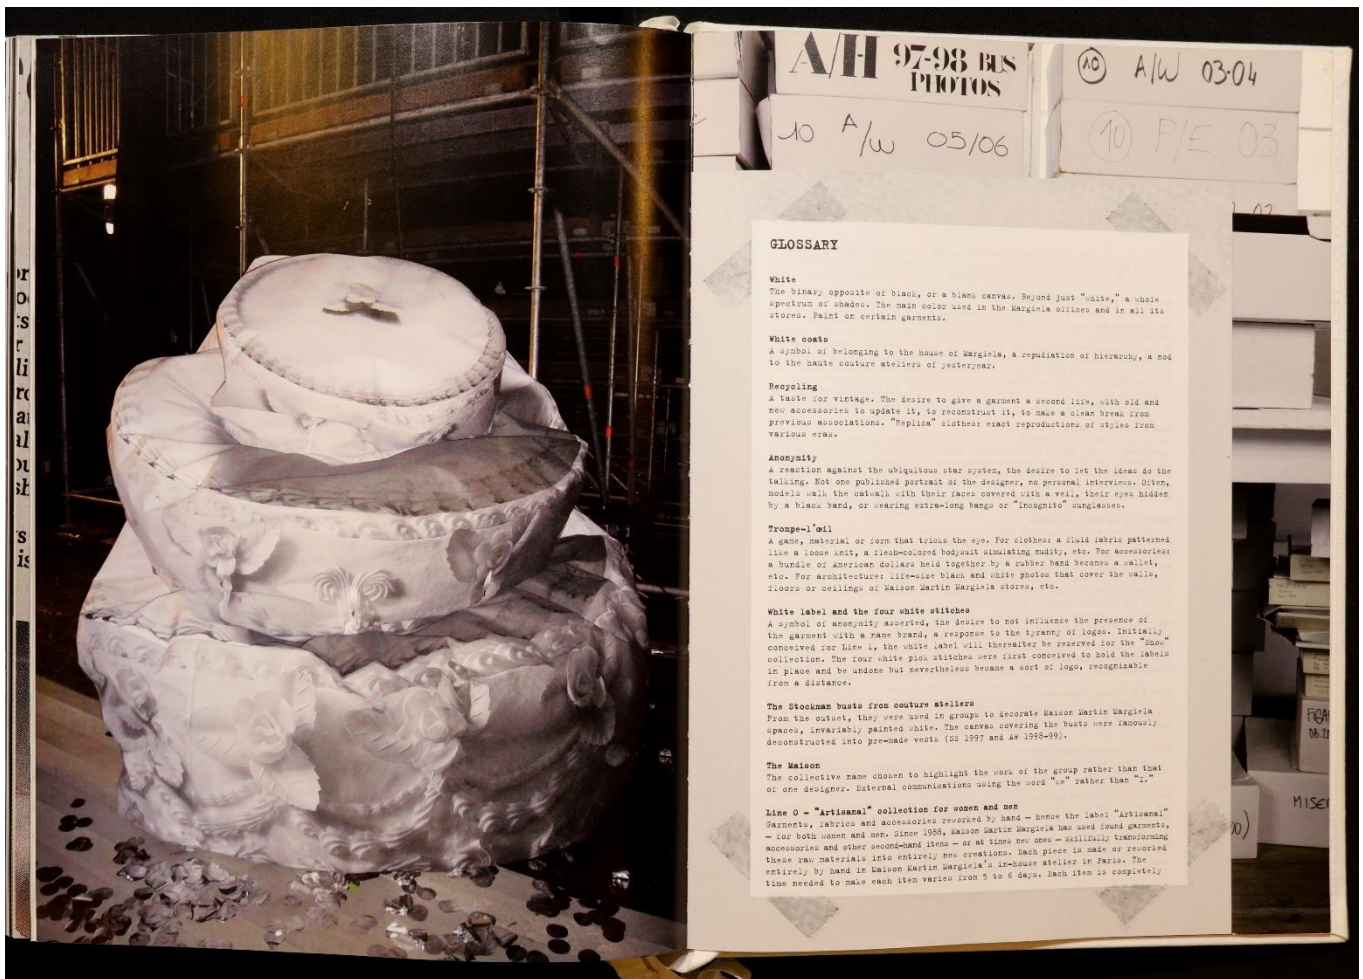 A/H 97-98 BUS
PHOTOS
10 A/W 03-04
10 A/W 05/06
10 P/E 03
GLOSSARY
White
The binary opposite of black, or a blank canvas. Beyond just "white," a whole
spectrum of shades. The main color used in the Margiela offices and in all its
stores. Paint on certain garments.
White coats
A symbol of belonging to the house of Margiela, a repudiation of hierarchy, a nod
to the haute couture ateliers of yesteryear.
Recycling
A taste for vintage. The desire to give a garment a second life, with old and
new accessories to update it, to reconstruct it, to make a clean break from
previous associations. "Replica" clothes: exact reproductions of styles from
various eras.
Anonymity
A reaction against the ubiquitous star system, the desire to let the ideas do the
talking. Not one published portrait of the designer, no personal interviews. Often,
models walk the catwalk with their faces covered with a veil, their eyes hidden
by a black band, or wearing extra-long bangs or "Incognito" sunglasses.
Trompe-l'œil
A game, material or form that tricks the eye. For clothes: a fluid fabric patterned
like a loose knit, a flesh-colored bodysuit simulating nudity, etc. For accessories:
a bundle of American dollars held together by a rubber band becomes a wallet,
etc. For architecture: life-size black and white photos that cover the walls,
floors or ceilings of Maison Martin Margiela stores, etc.
White label and the four white stitches
A symbol of anonymity asserted, the desire to not influence the presence of
the garment with a name brand, a response to the tyranny of logos. Initially
conceived for Line 1, the white label will thereafter be reserved for the "Show"
collection. The four white pick stitches were first conceived to hold the labels
in place and be undone but nevertheless became a sort of logo, recognizable
from a distance.
The Stockman busts from couture ateliers
From the outset, they were used in groups to decorate Maison Martin Margiela
spaces, invariably painted white. The canvas covering the busts were famously
deconstructed into pre-made vests (SS 1997 and AW 1998-99).
The Maison
The collective name chosen to highlight the work of the group rather than that
of one designer. External communications using the word "we" rather than "I."
Line 0 – "Artisanal" collection for women and men
Garments, fabrics and accessories reworked by hand – hence the label "Artisanal"
– for both women and men. Since 1988, Maison Martin Margiela has used found garments,
accessories and other second-hand items – or at times new ones – skillfully transforming
these raw materials into entirely new creations. Each piece is made or reworked
entirely by hand in Maison Martin Margiela's in-house atelier in Paris. The
time needed to make each item varies from 5 to 6 days. Each item is completely